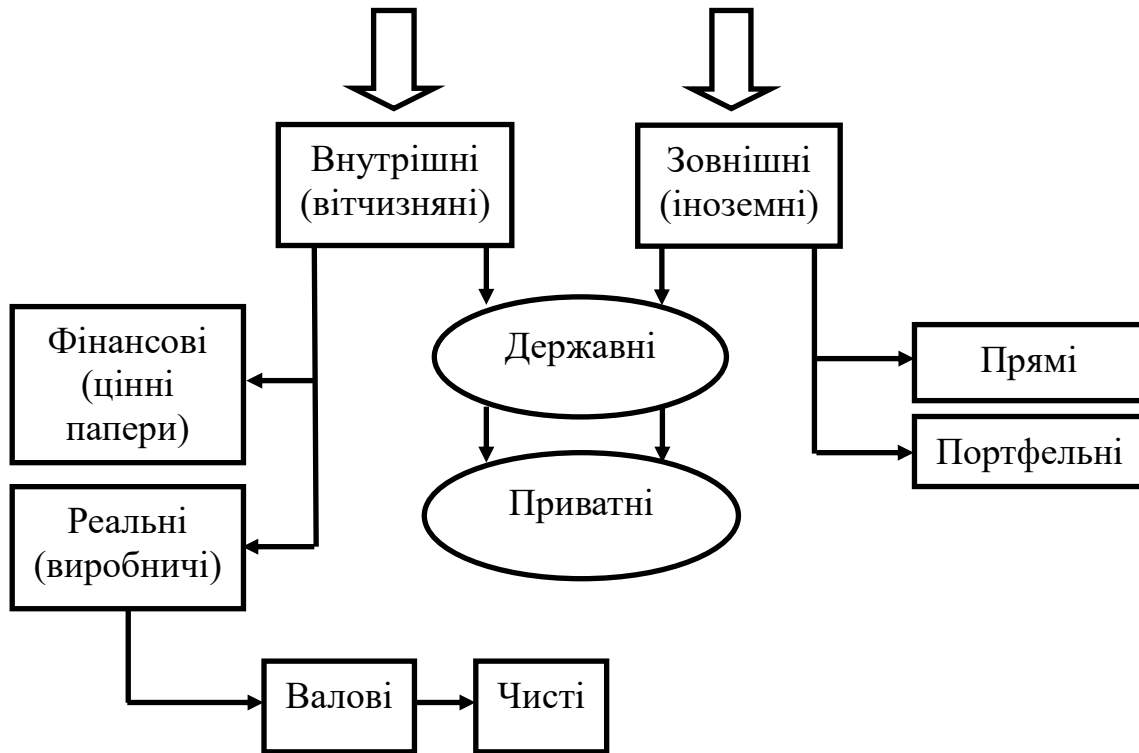 Внутрішні
(вітчизняні)
Зовнішні
(іноземні)
Фінансові
(цінні
папери)
Державні
Прямі
Портфельні
Приватні
Реальні
(виробничі)
Валові
Чисті